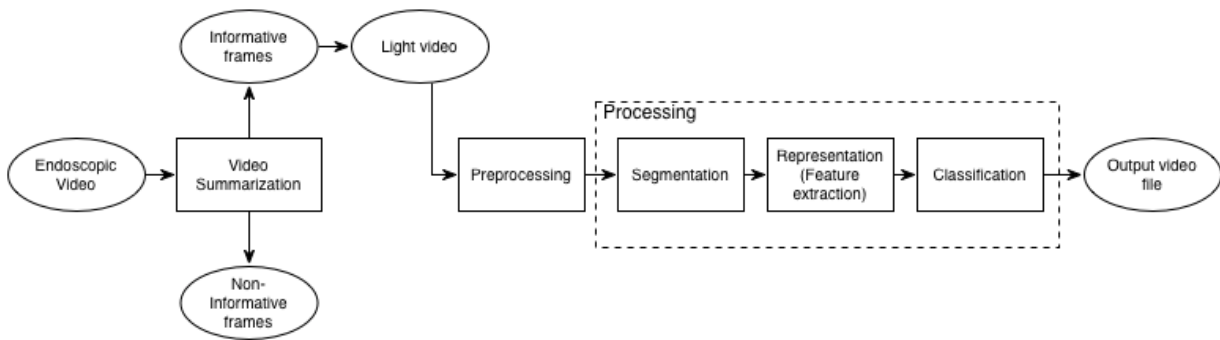 Informative
frames
Light video
Processing
Endoscopic
Video
Video
Summarization
Preprocessing
Segmentation
Representation
(Feature
extraction)
Classification
Output video
file
Non-
Informative
frames